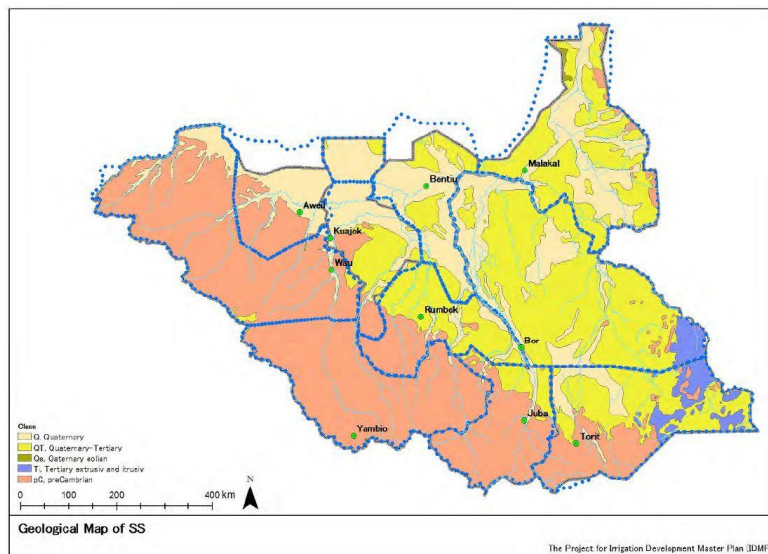 Malakal
Bentiu
Aweil
Kuajok
Wau
Rumbek
Bor
Juba
Yambio
Torit
Class
Q, Quaternary
QT, Quaternary-Tertiary
Qe, Qaternary eolian
Ti, Tertiary extrusiv and itrusiv
pC, preCambrian
0 100 200 400 km
N
Geological Map of SS
The Project for Irrigation Development Master Plan (IDMP